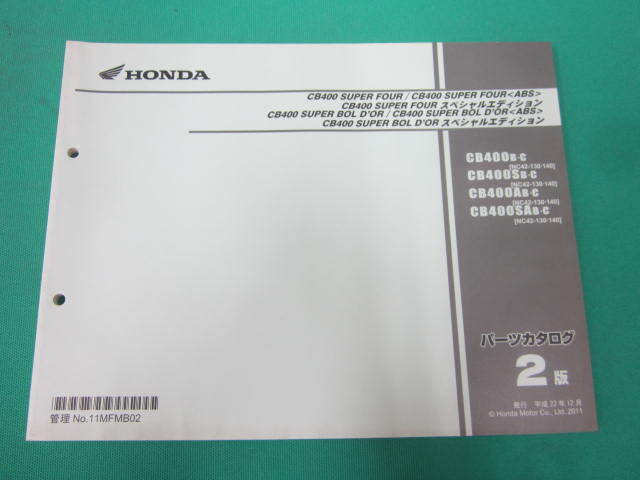 HONDA
CB400 SUPER FOUR / CB400 SUPER FOUR<ABS>
CB400 SUPER FOUR スペシャルエディション
CB400 SUPER BOL D'OR / CB400 SUPER BOL D'OR<ABS>
CB400 SUPER BOL D'OR スペシャルエディション
CB400B·C
[NC42-130·140]
CB400SB·C
[NC42-130·140]
CB400AB·C
[NC42-130·140]
CB400SAB·C
[NC42-130·140]
パーツカタログ
2版
発行 平成23年12月
© Honda Motor Co., Ltd. 2011
管理 No.11MFMB02